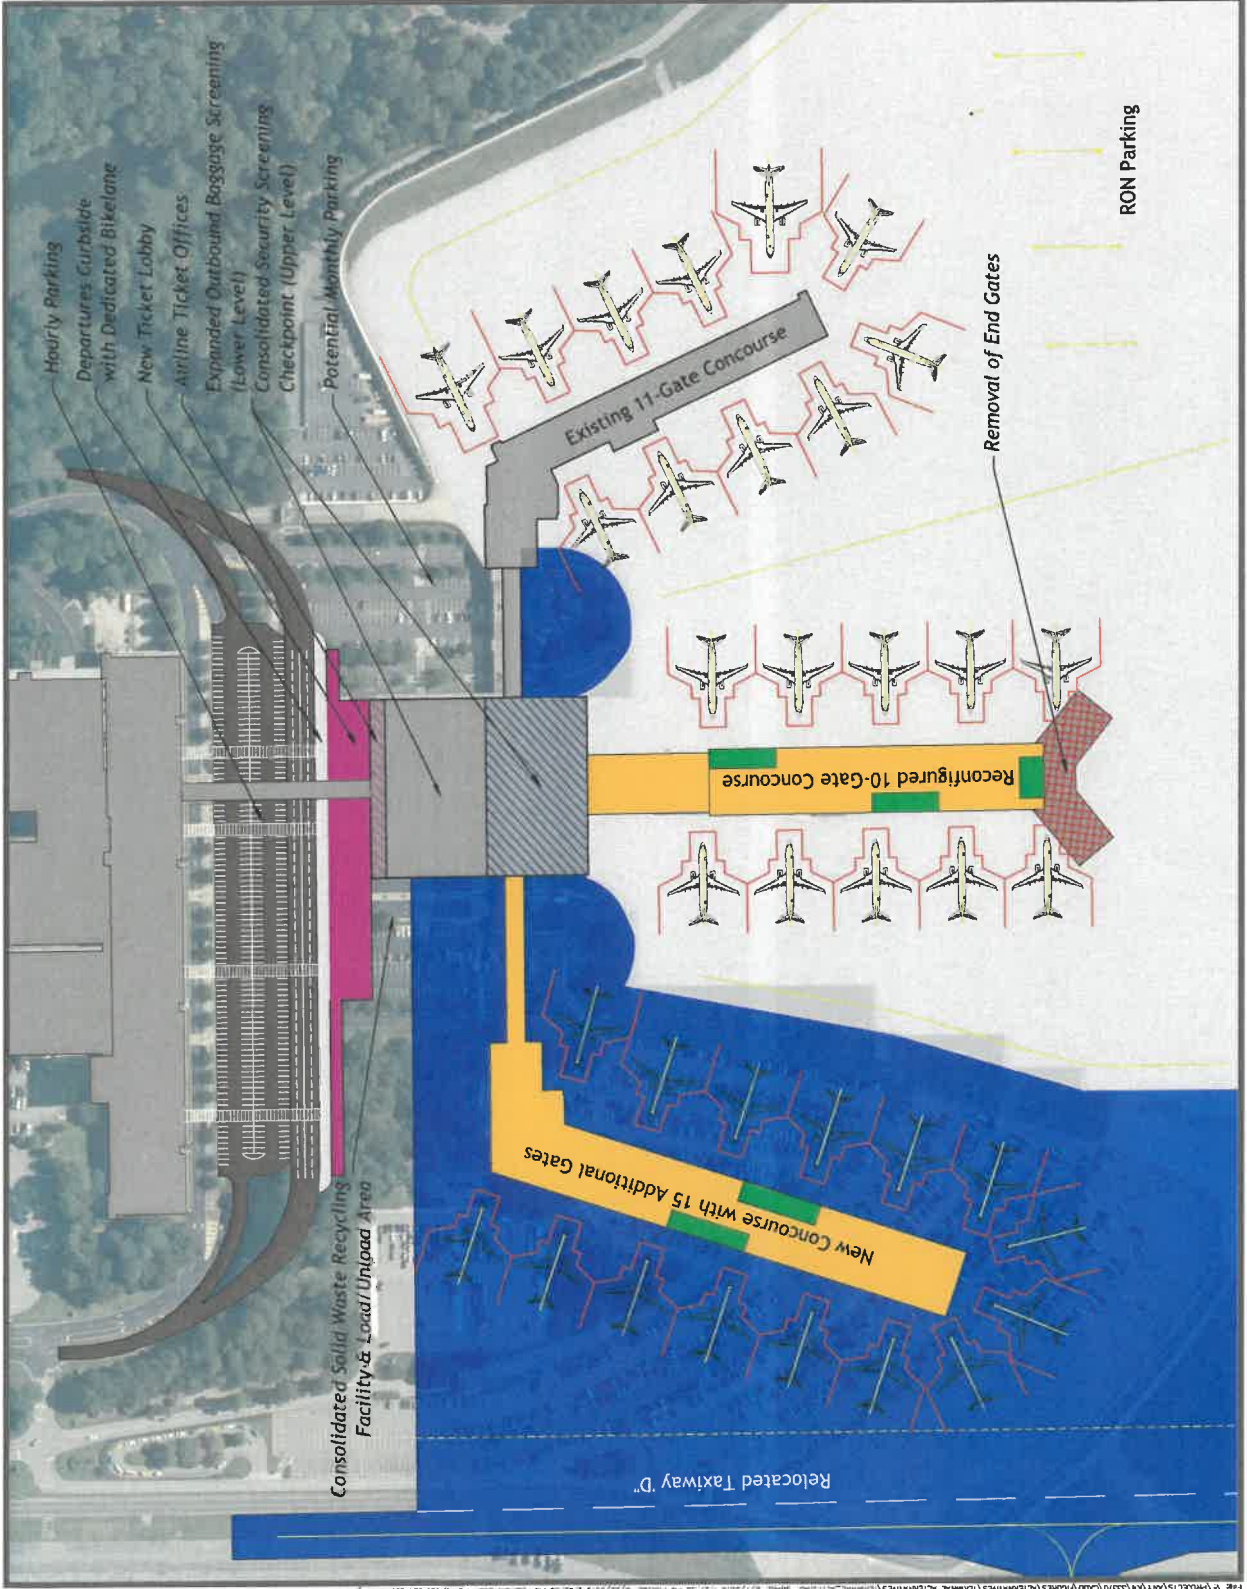 Hourly Parking
Departures Curbside
with Dedicated Bikelane
New Ticket Lobby
Airline Ticket Offices
Expanded Outbound Baggage Screening
(Lower Level)
Consolidated Security Screening
Checkpoint (Upper Level)
Potential Monthly Parking
Existing 11-Gate Concourse
RON Parking
Removal of End Gates
Reconfigured 10-Gate Concourse
New Concourse with 15 Additional Gates
Consolidated Solid Waste Recycling
Facility & Load/Unload Area
Relocated Taxiway "D"